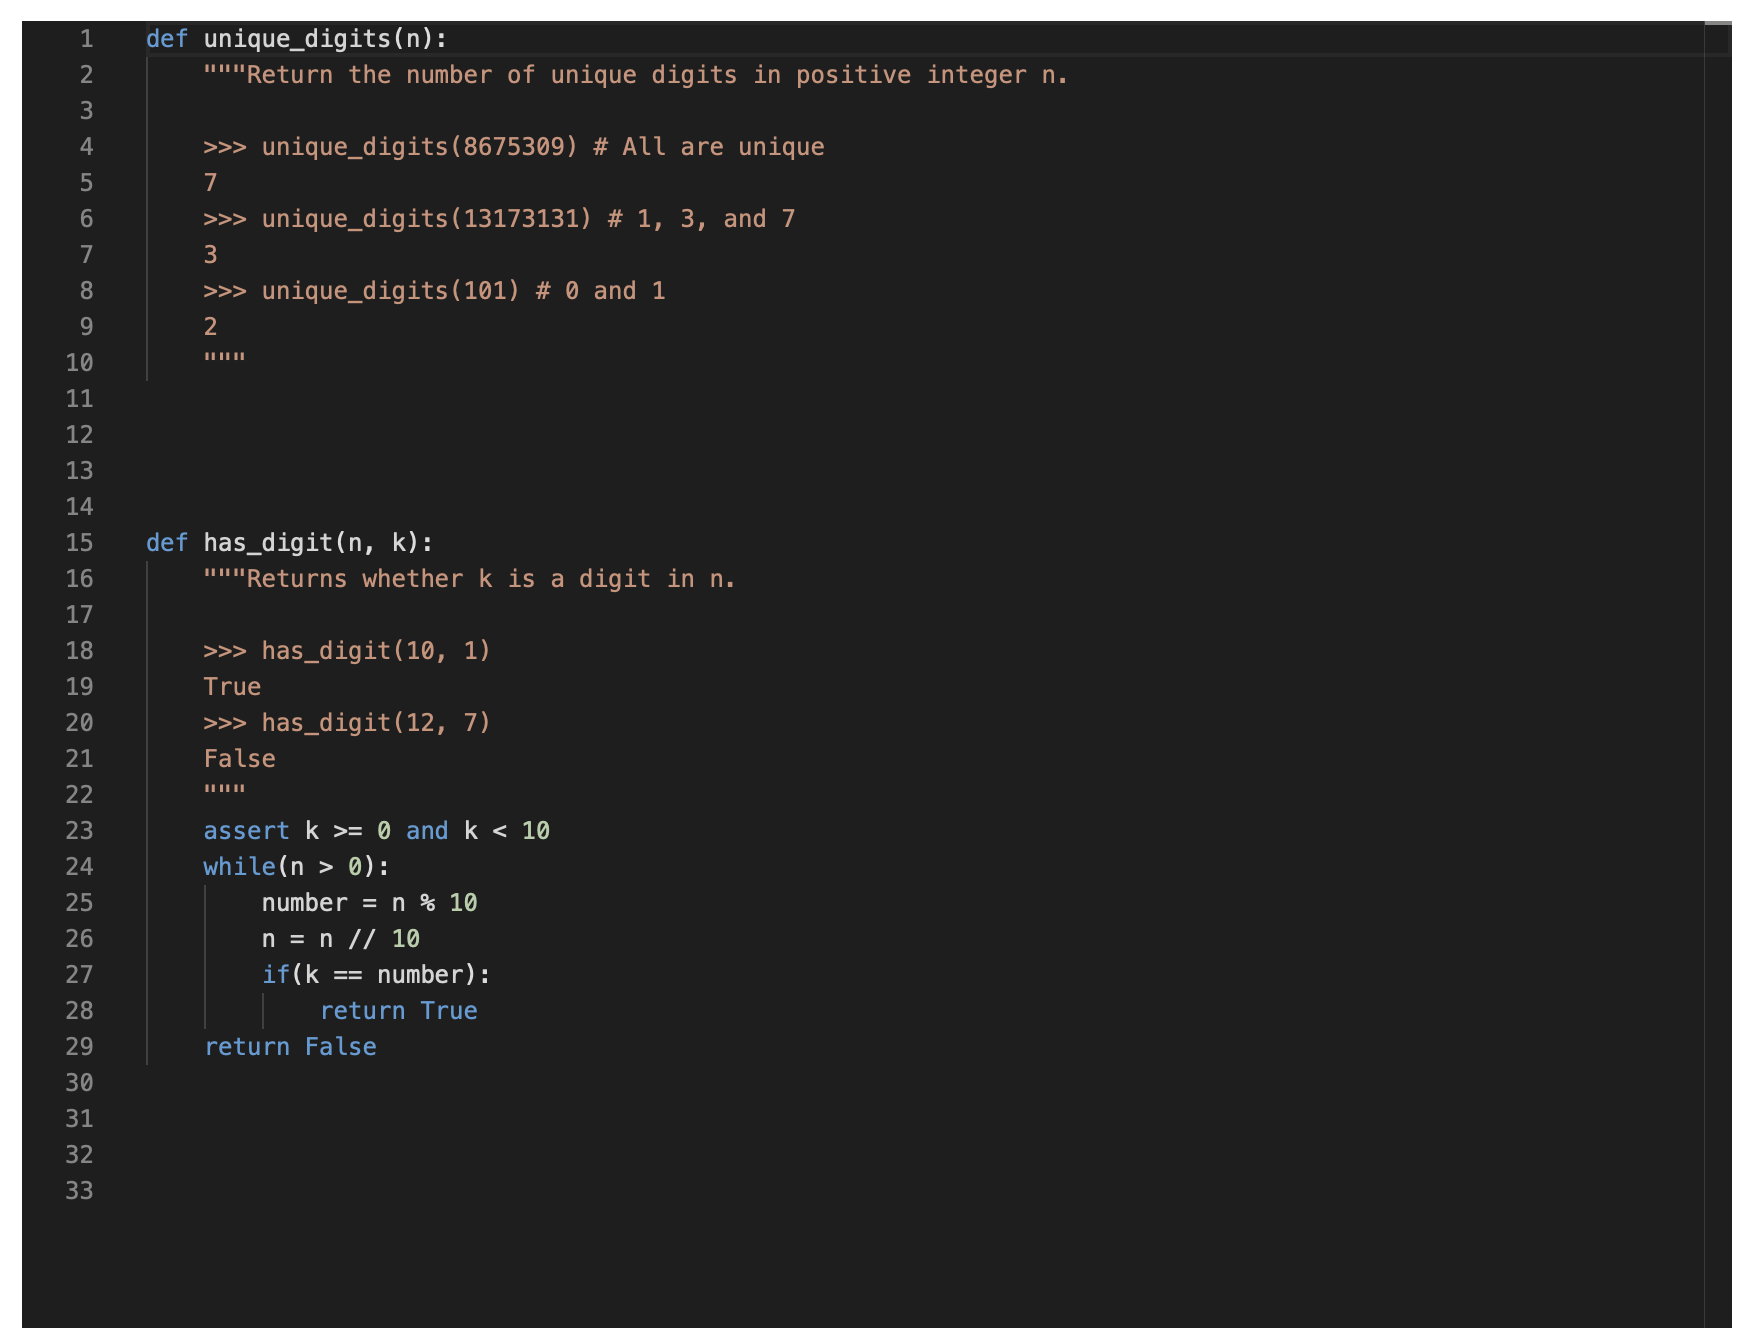 1 def unique_digits(n):
2 """Return the number of unique digits in positive integer n.
3
4 >>> unique_digits(8675309) # All are unique
5 7
6 >>> unique_digits(13173131) # 1, 3, and 7
7 3
8 >>> unique_digits(101) # 0 and 1
9 2
10 """
11
12
13
14
15 def has_digit(n, k):
16 """Returns whether k is a digit in n.
17
18 >>> has_digit(10, 1)
19 True
20 >>> has_digit(12, 7)
21 False
22 """
23 assert k >= 0 and k < 10
24 while(n > 0):
25 number = n % 10
26 n = n // 10
27 if(k == number):
28 return True
29 return False
30
31
32
33